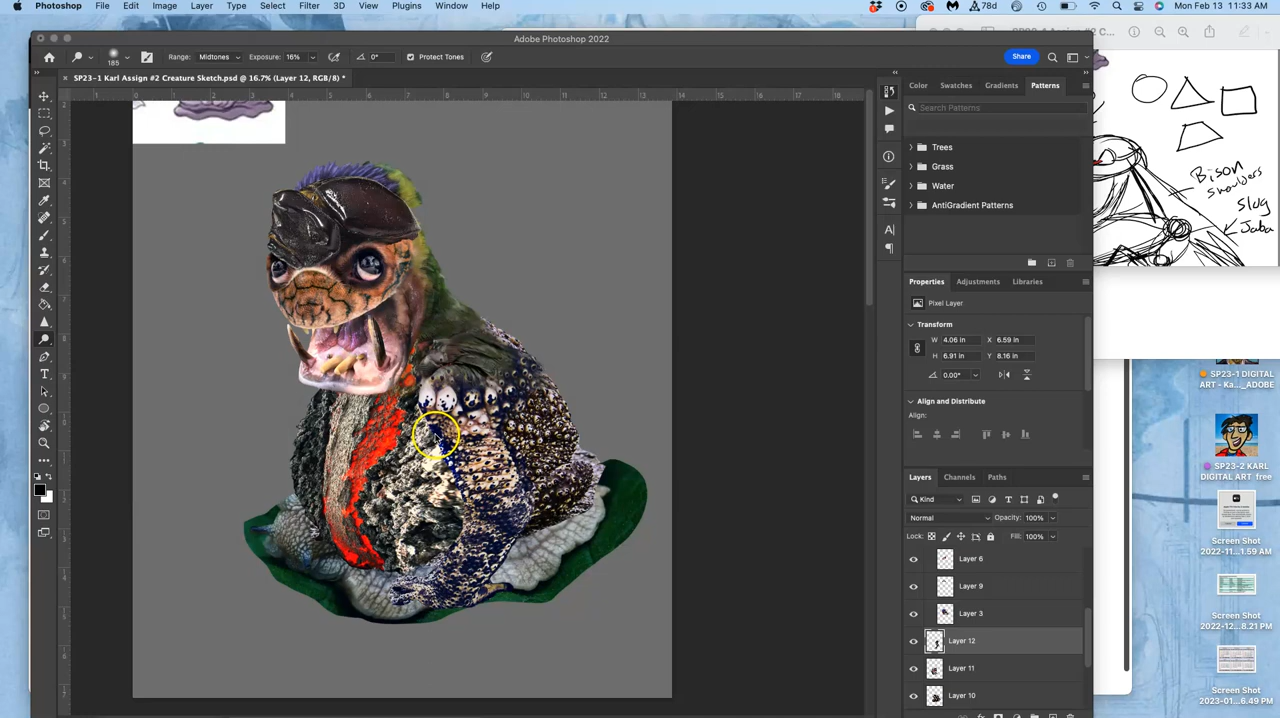 Photoshop File Edit Image Layer Type Select Filter 3D View Plugins Window Help
78d Mon Feb 13 11:33 AM
Adobe Photoshop 2022
185 Range: Midtones Exposure: 16% 0° Protect Tones Share
SP23-1 Karl Assign #2 Creature Sketch.psd @ 16.7% (Layer 12, RGB/8) *
Color Swatches Gradients Patterns
Search Patterns
Trees
Grass
Water
AntiGradient Patterns
Properties Adjustments Libraries
Pixel Layer
Transform
W 4.06 in X 6.59 in
H 6.91 in Y 8.16 in
0.00°
Align and Distribute
Align:
Layers Channels Paths
Kind
Normal Opacity: 100%
Lock: Fill: 100%
Layer 6
Layer 9
Layer 3
Layer 12
Layer 11
Layer 10
Bison
shoulders
Slug
Jaba
SP23-1 DIGITAL
ART - Ka..._ADOBE
SP23-2 KARL
DIGITAL ART free
Screen Shot
2022-11...1.59 AM
Screen Shot
2022-12...8.21 PM
Screen Shot
2023-01...6.49 PM